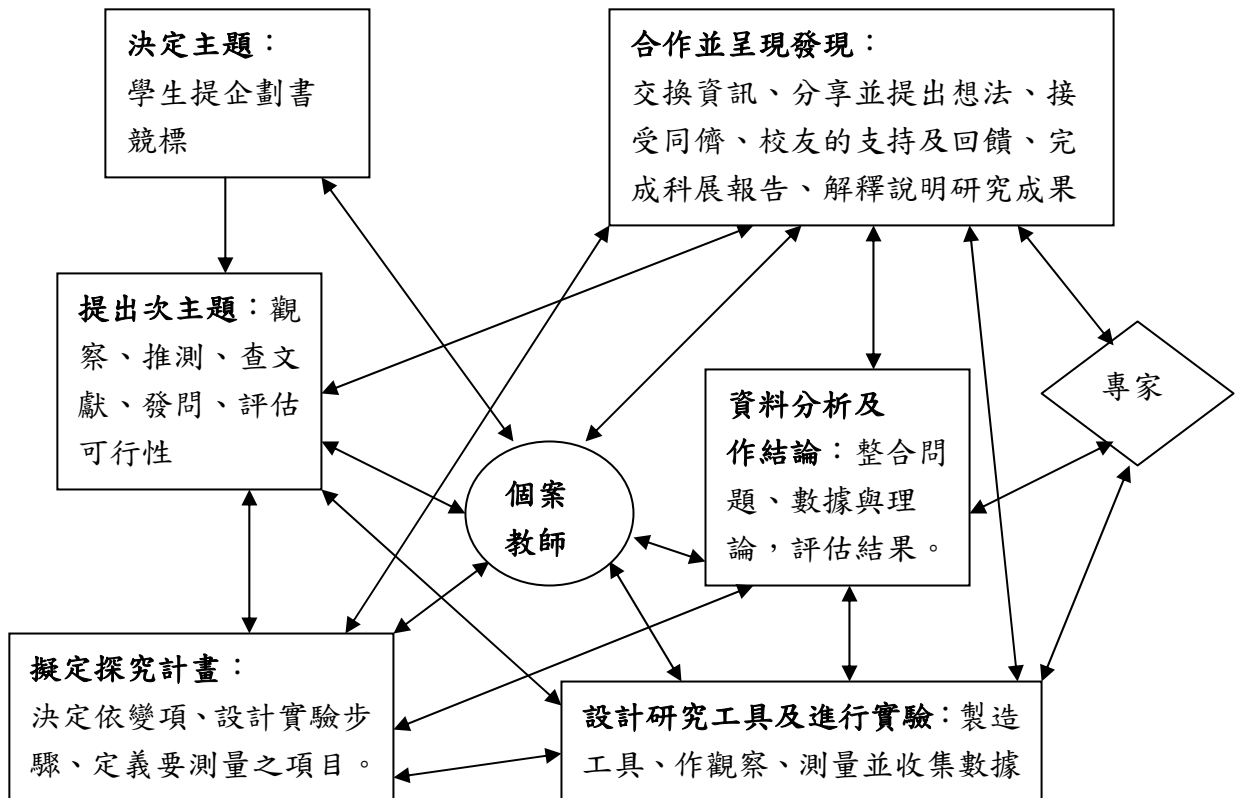 決定主題：
學生提企劃書
競標
合作並呈現發現：
交換資訊、分享並提出想法、接
受同儕、校友的支持及回饋、完
成科展報告、解釋說明研究成果
提出次主題：觀
察、推測、查文
獻、發問、評估
可行性
專家
資料分析及
作結論：整合問
題、數據與理
論，評估結果。
個案
教師
擬定探究計畫：
決定依變項、設計實驗步
驟、定義要測量之項目。
設計研究工具及進行實驗：製造
工具、作觀察、測量並收集數據